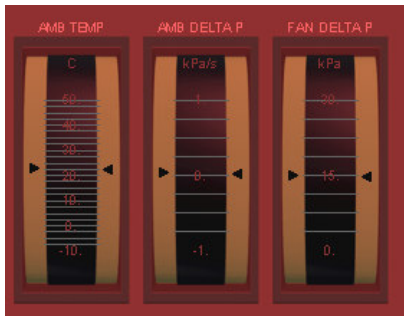 AMB TEMP
C
50.
40.
30.
20.
10.
0.
-10.
AMB DELTA P
kPa/s
1.
0.
-1.
FAN DELTA P
kPa
30.
15.
0.